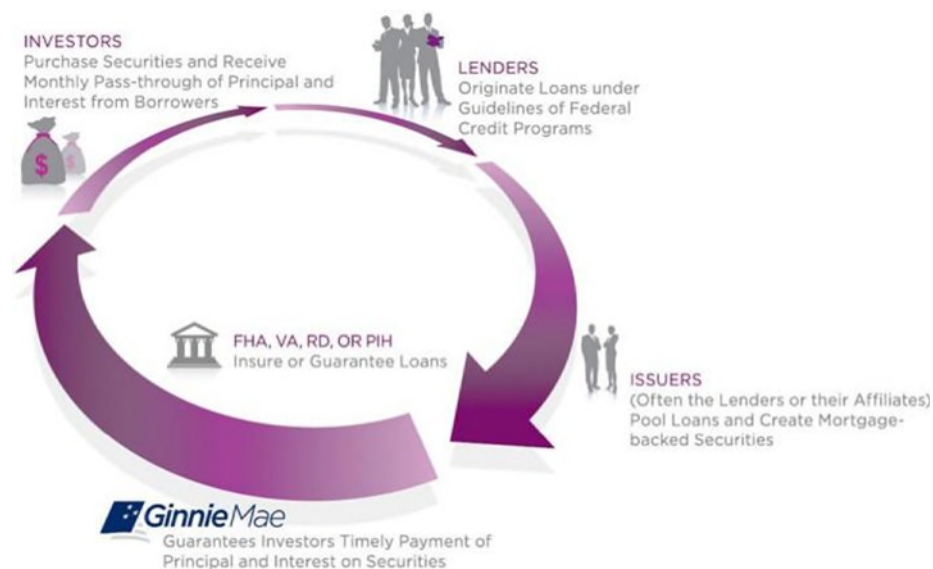 INVESTORS
Purchase Securities and Receive
Monthly Pass-through of Principal and
Interest from Borrowers
$
$
LENDERS
Originate Loans under
Guidelines of Federal
Credit Programs
FHA, VA, RD, OR PIH
Insure or Guarantee Loans
ISSUERS
(Often the Lenders or their Affiliates)
Pool Loans and Create Mortgage-
backed Securities
GinnieMae
Guarantees Investors Timely Payment of
Principal and Interest on Securities